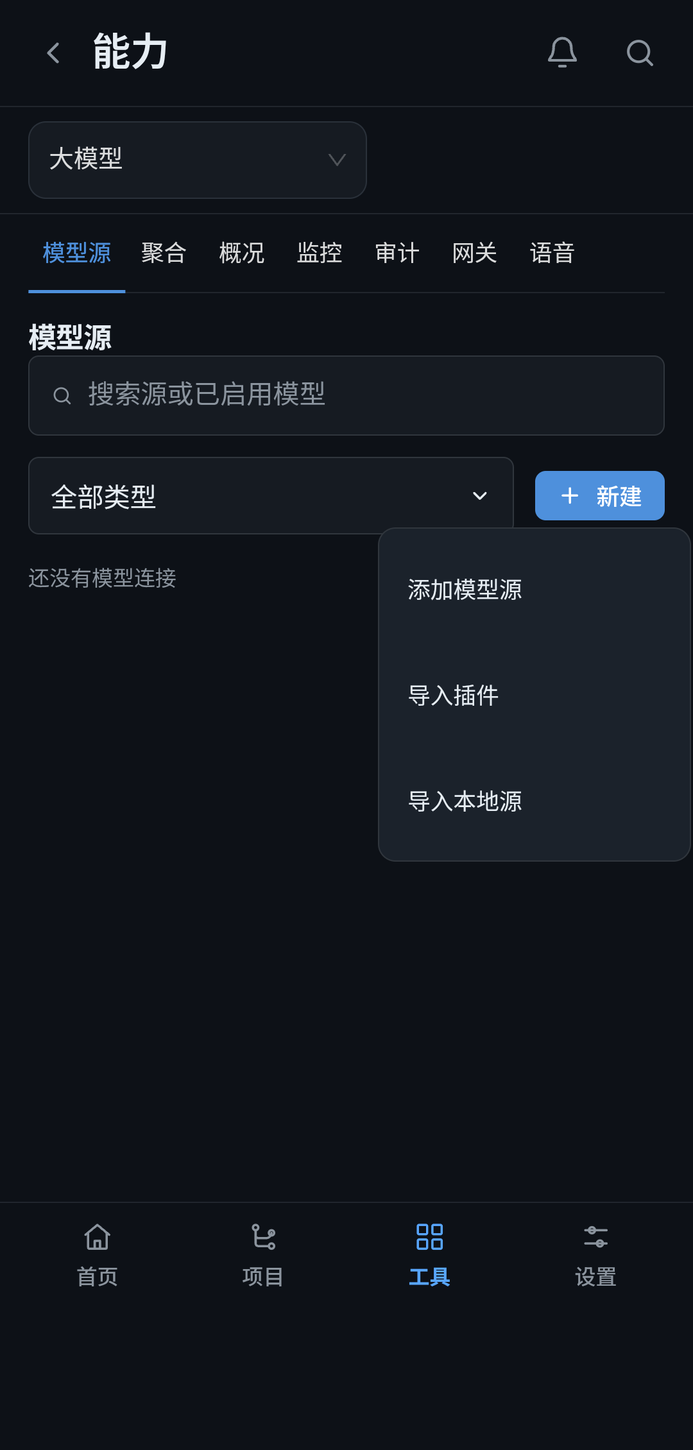 能力
大模型
模型源 聚合 概况 监控 审计 网关 语音
模型源
搜索源或已启用模型
全部类型
新建
还没有模型连接
添加模型源
导入插件
导入本地源
首页 项目 工具 设置